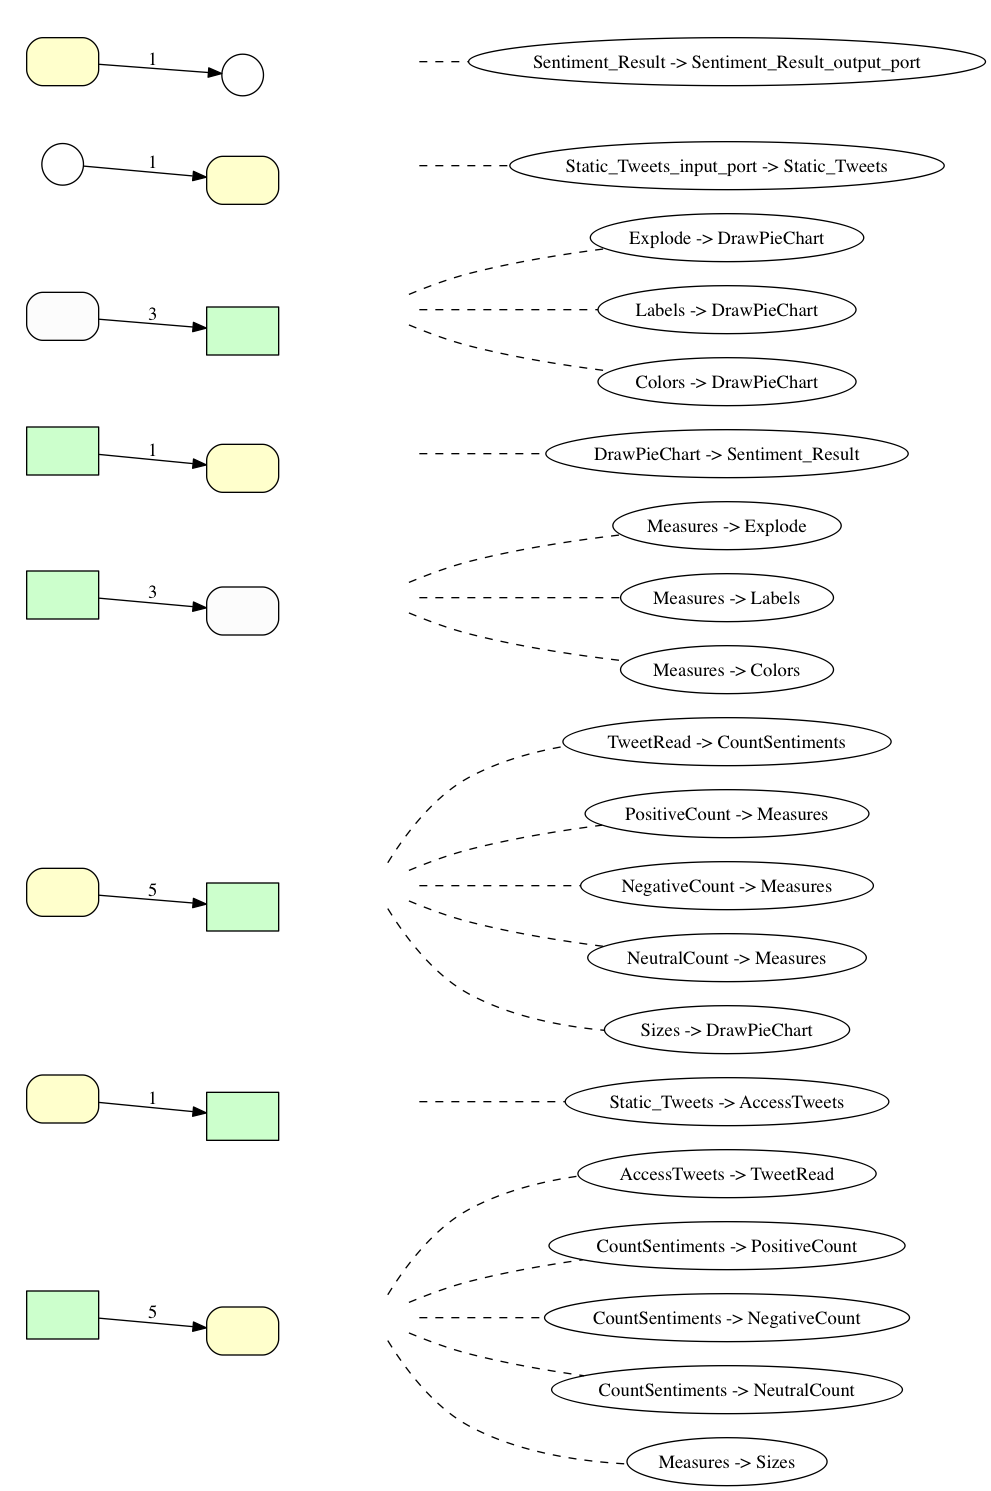 1
Sentiment_Result -> Sentiment_Result_output_port
1
Static_Tweets_input_port -> Static_Tweets
Explode -> DrawPieChart
3
Labels -> DrawPieChart
Colors -> DrawPieChart
1
DrawPieChart -> Sentiment_Result
Measures -> Explode
3
Measures -> Labels
Measures -> Colors
TweetRead -> CountSentiments
PositiveCount -> Measures
5
NegativeCount -> Measures
NeutralCount -> Measures
Sizes -> DrawPieChart
1
Static_Tweets -> AccessTweets
AccessTweets -> TweetRead
CountSentiments -> PositiveCount
5
CountSentiments -> NegativeCount
CountSentiments -> NeutralCount
Measures -> Sizes